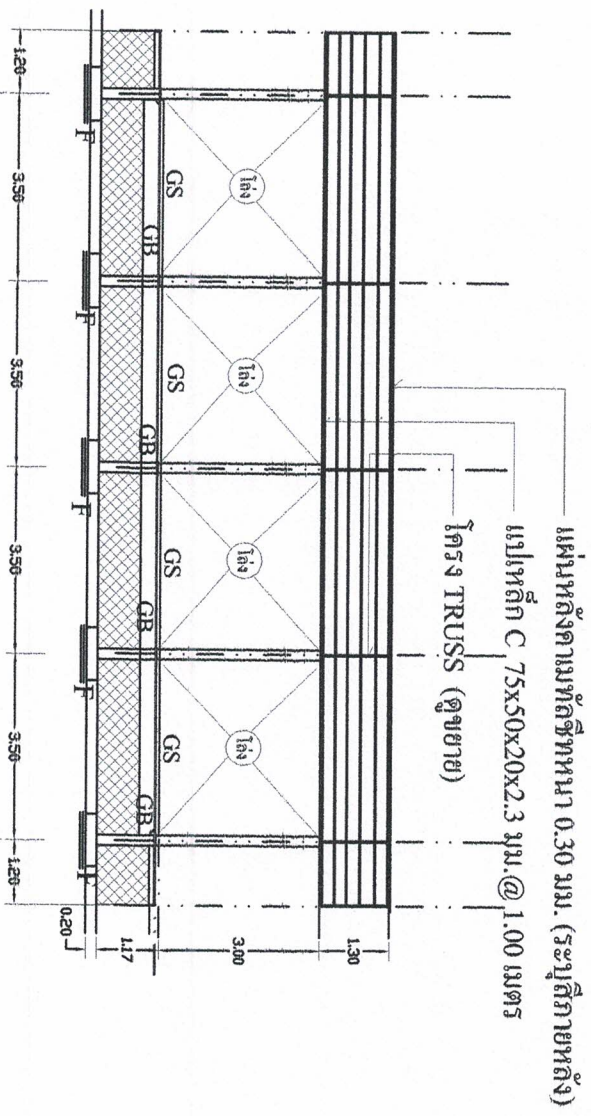 แผ่นหลังคาเมทัลชีทหนา 0.30 มม. (ระบุสีภายหลัง)
แปเหล็ก C 75x50x20x2.3 มม.@ 1.00 เมตร
โครง TRUSS (ดูขยาย)
1.30
3.00
1.17
0.20
โล่ง โล่ง โล่ง โล่ง
GS GS GS GS
GB GB GB GB
F F F F F
1.20 3.50 3.50 3.50 3.50 1.20